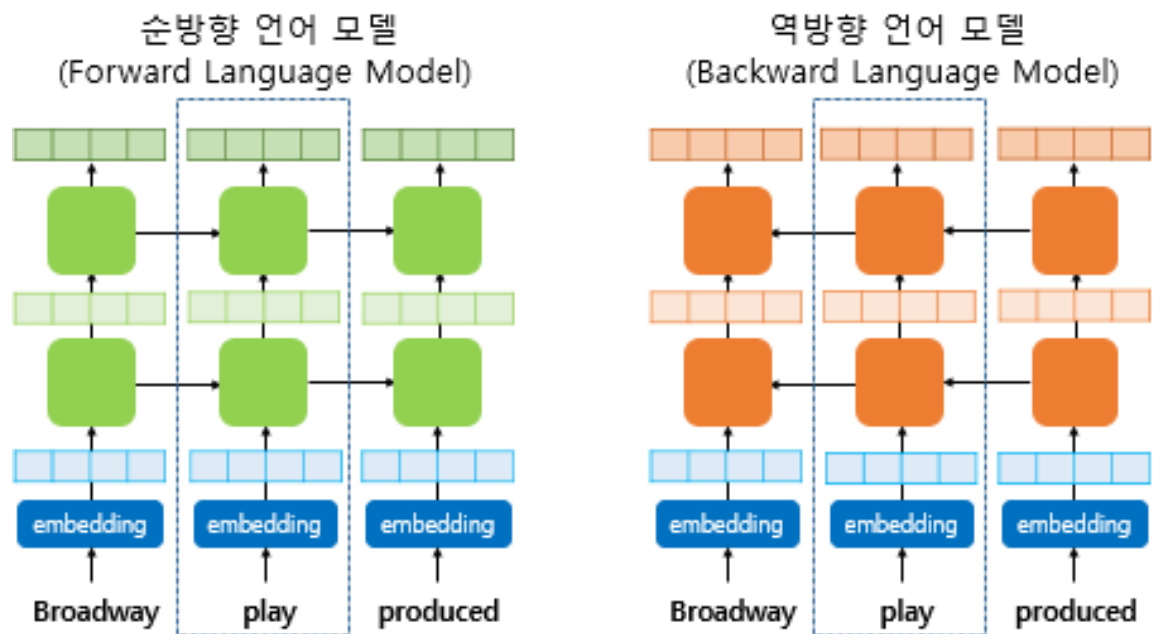 순방향 언어 모델
(Forward Language Model)
embedding
embedding
embedding
Broadway
play
produced
역방향 언어 모델
(Backward Language Model)
embedding
embedding
embedding
Broadway
play
produced